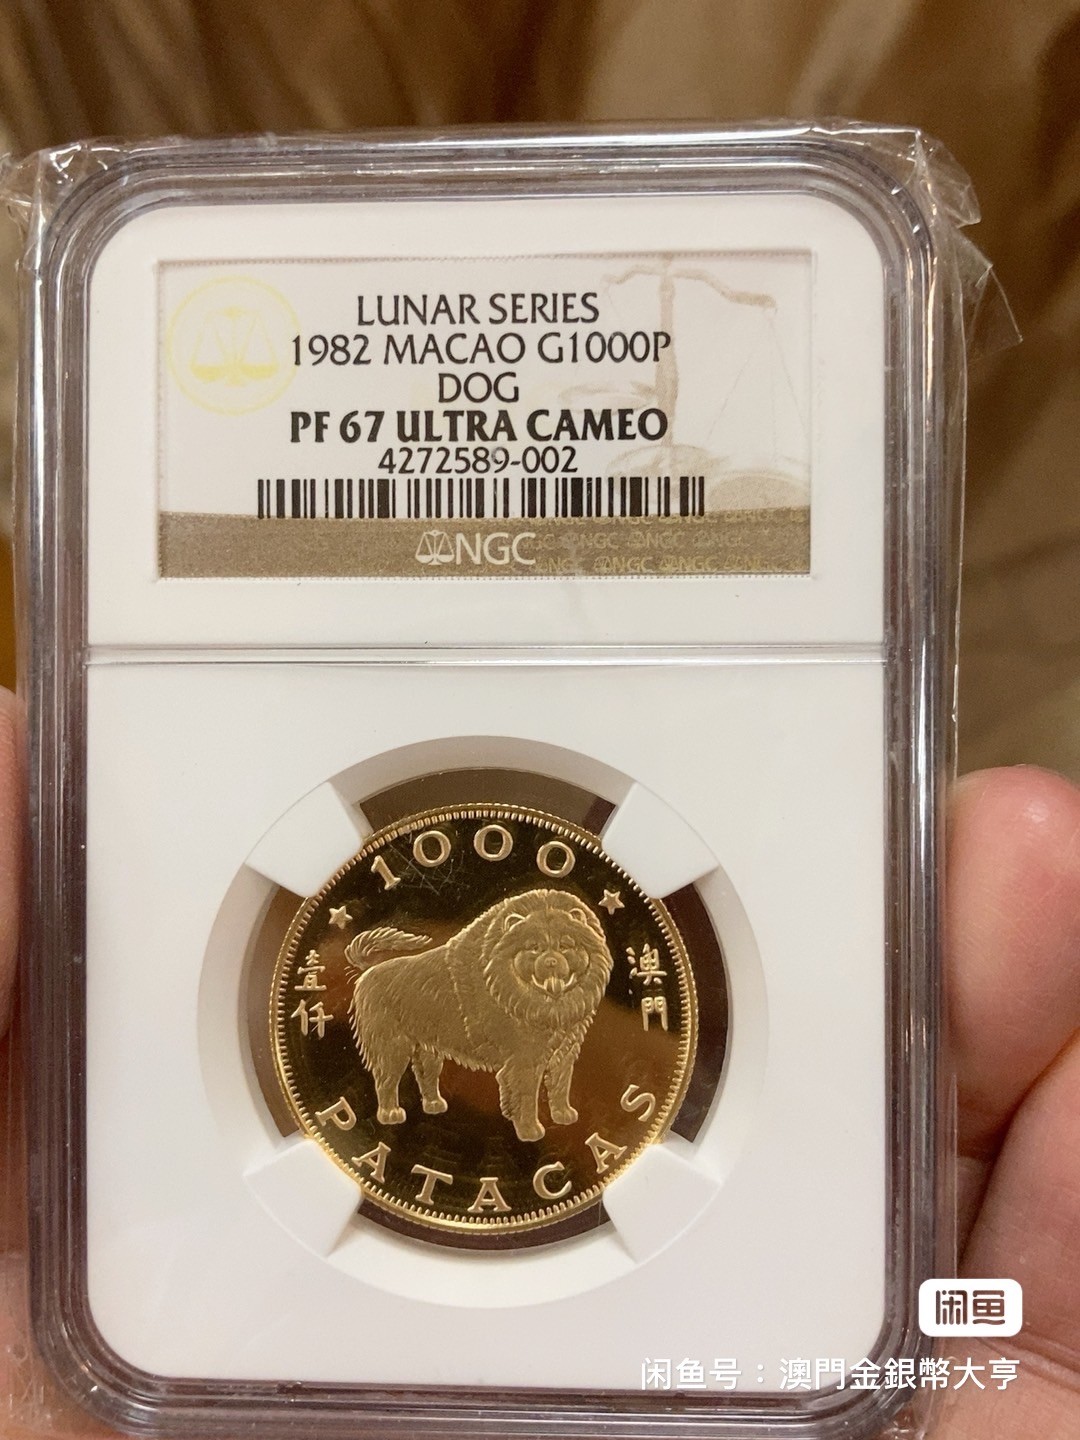 LUNAR SERIES
1982 MACAO G1000P
DOG
PF 67 ULTRA CAMEO
4272589-002
NGC
1000
壹仟
澳門
PATACAS
闲鱼
闲鱼号：澳門金銀幣大亨